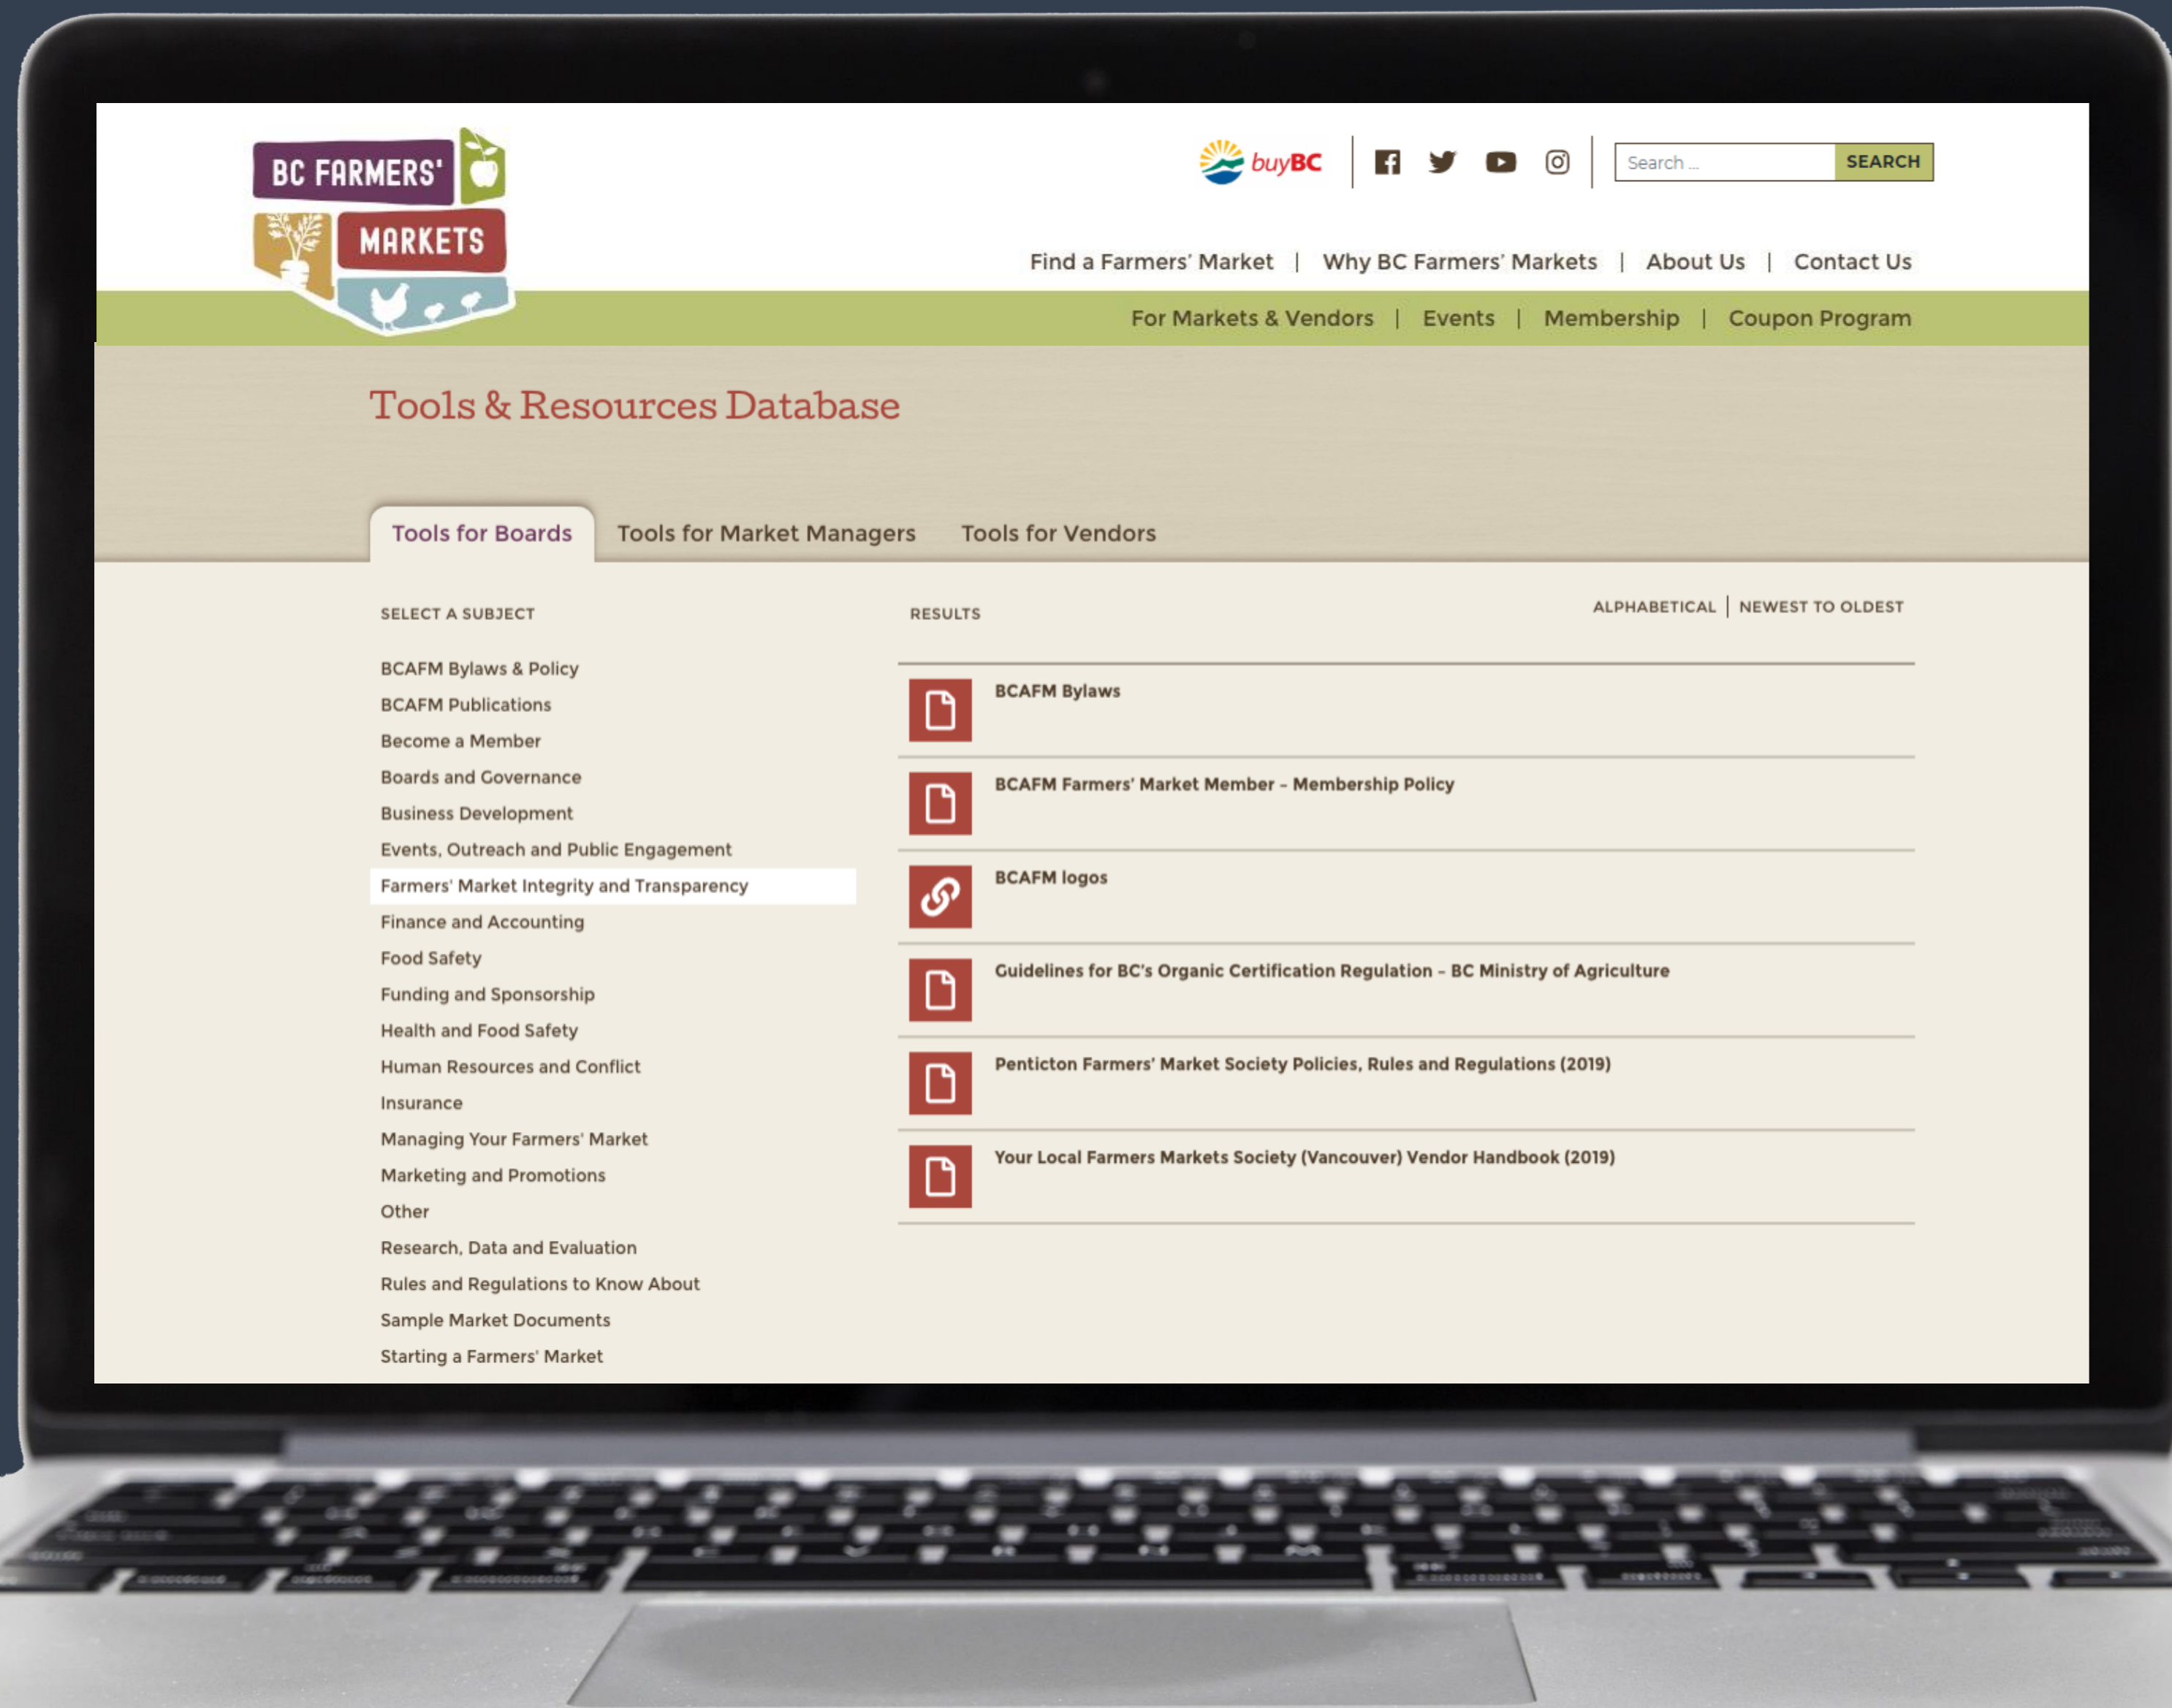 BC FARMERS'
MARKETS
buyBC
Search ...
SEARCH
Find a Farmers' Market | Why BC Farmers' Markets | About Us | Contact Us
For Markets & Vendors | Events | Membership | Coupon Program
Tools & Resources Database
Tools for Boards
Tools for Market Managers
Tools for Vendors
SELECT A SUBJECT
BCAFM Bylaws & Policy
BCAFM Publications
Become a Member
Boards and Governance
Business Development
Events, Outreach and Public Engagement
Farmers' Market Integrity and Transparency
Finance and Accounting
Food Safety
Funding and Sponsorship
Health and Food Safety
Human Resources and Conflict
Insurance
Managing Your Farmers' Market
Marketing and Promotions
Other
Research, Data and Evaluation
Rules and Regulations to Know About
Sample Market Documents
Starting a Farmers' Market
RESULTS
ALPHABETICAL | NEWEST TO OLDEST
BCAFM Bylaws
BCAFM Farmers' Market Member – Membership Policy
BCAFM logos
Guidelines for BC's Organic Certification Regulation – BC Ministry of Agriculture
Penticton Farmers' Market Society Policies, Rules and Regulations (2019)
Your Local Farmers Markets Society (Vancouver) Vendor Handbook (2019)